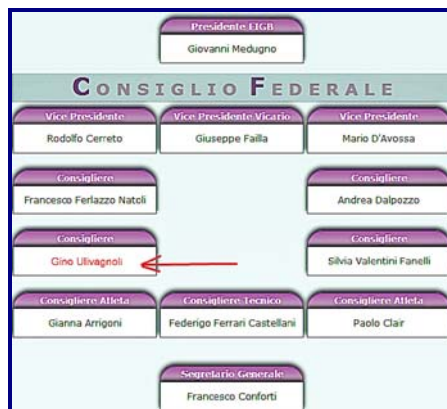 Presidente FIGB
Giovanni Medugno
CONSIGLIO FEDERALE
Vice Presidente
Vice Presidente Vicario
Vice Presidente
Rodolfo Cerreto
Giuseppe Failla
Mario D'Avossa
Consigliere
Consigliere
Francesco Ferlazzo Natoli
Andrea Dalpozzo
Consigliere
Consigliere
Gino Ulivagnoli
Silvia Valentini Fanelli
Consigliere Atleta
Consigliere Tecnico
Consigliere Atleta
Gianna Arrigoni
Federigo Ferrari Castellani
Paolo Clair
Segretario Generale
Francesco Conforti